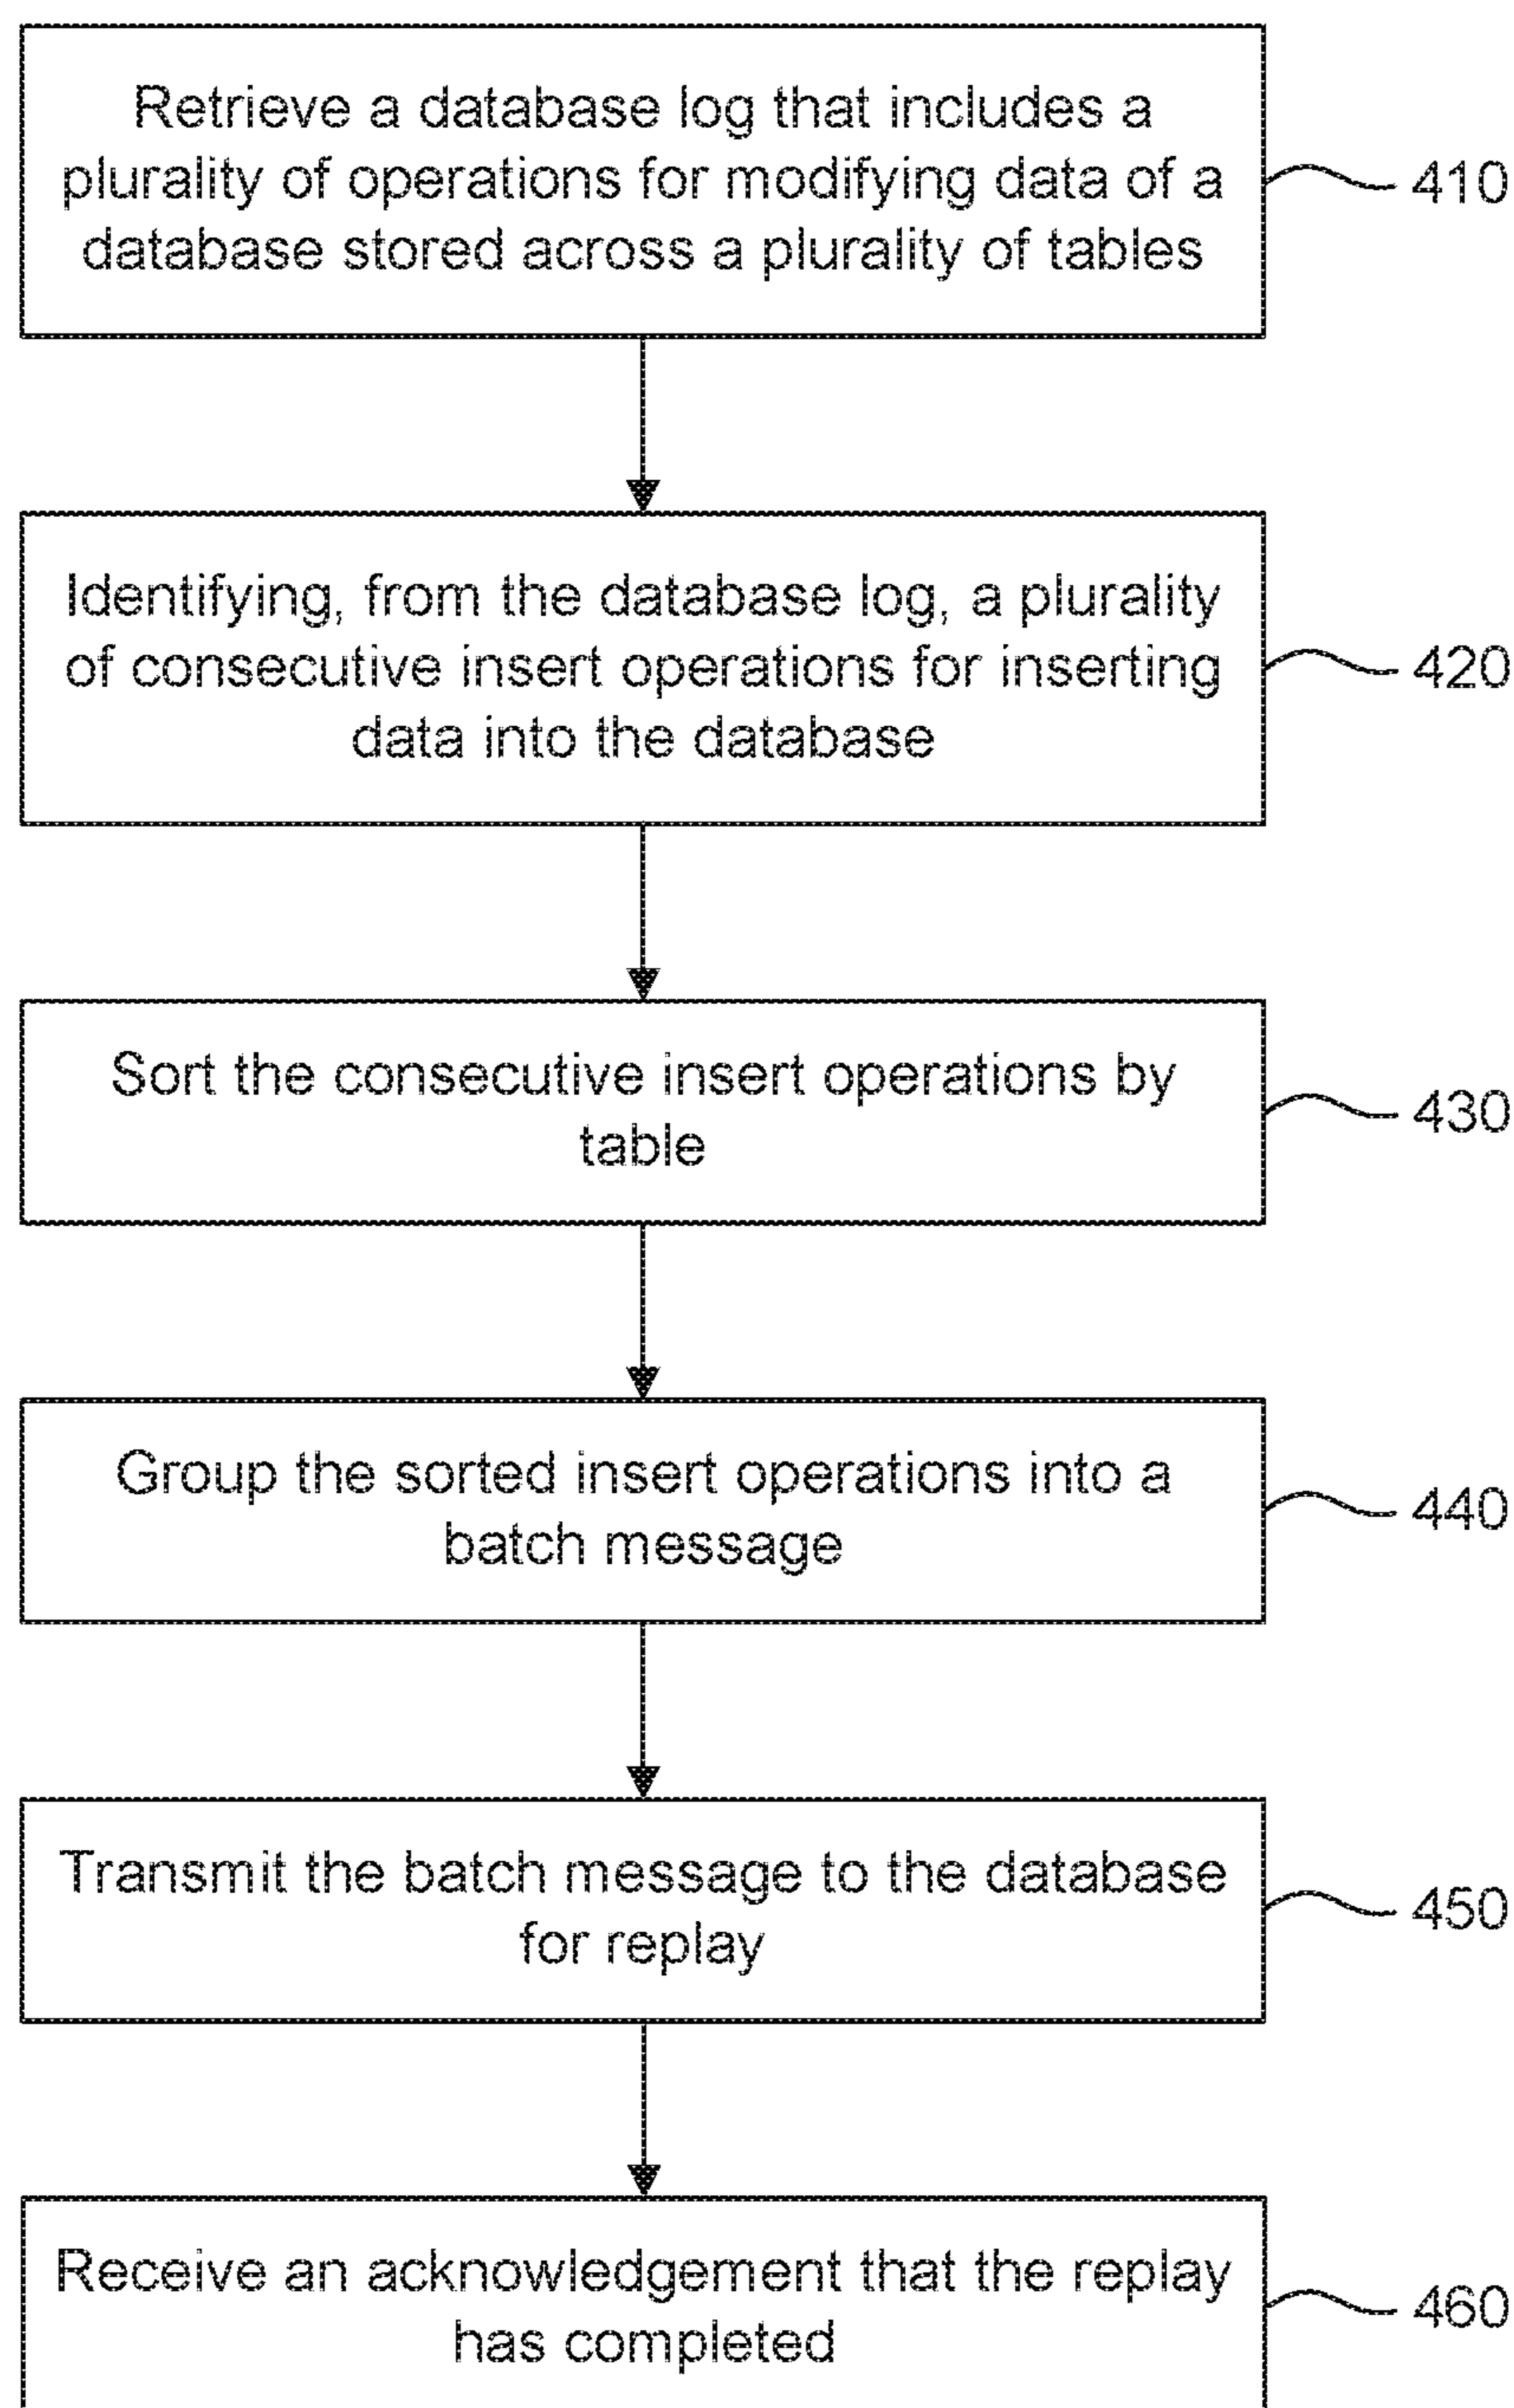 Retrieve a database log that includes a
plurality of operations for modifying data of a
database stored across a plurality of tables
410
Identifying, from the database log, a plurality
of consecutive insert operations for inserting
data into the database
420
Sort the consecutive insert operations by
table
430
Group the sorted insert operations into a
batch message
440
Transmit the batch message to the database
for replay
450
Receive an acknowledgement that the replay
has completed
460